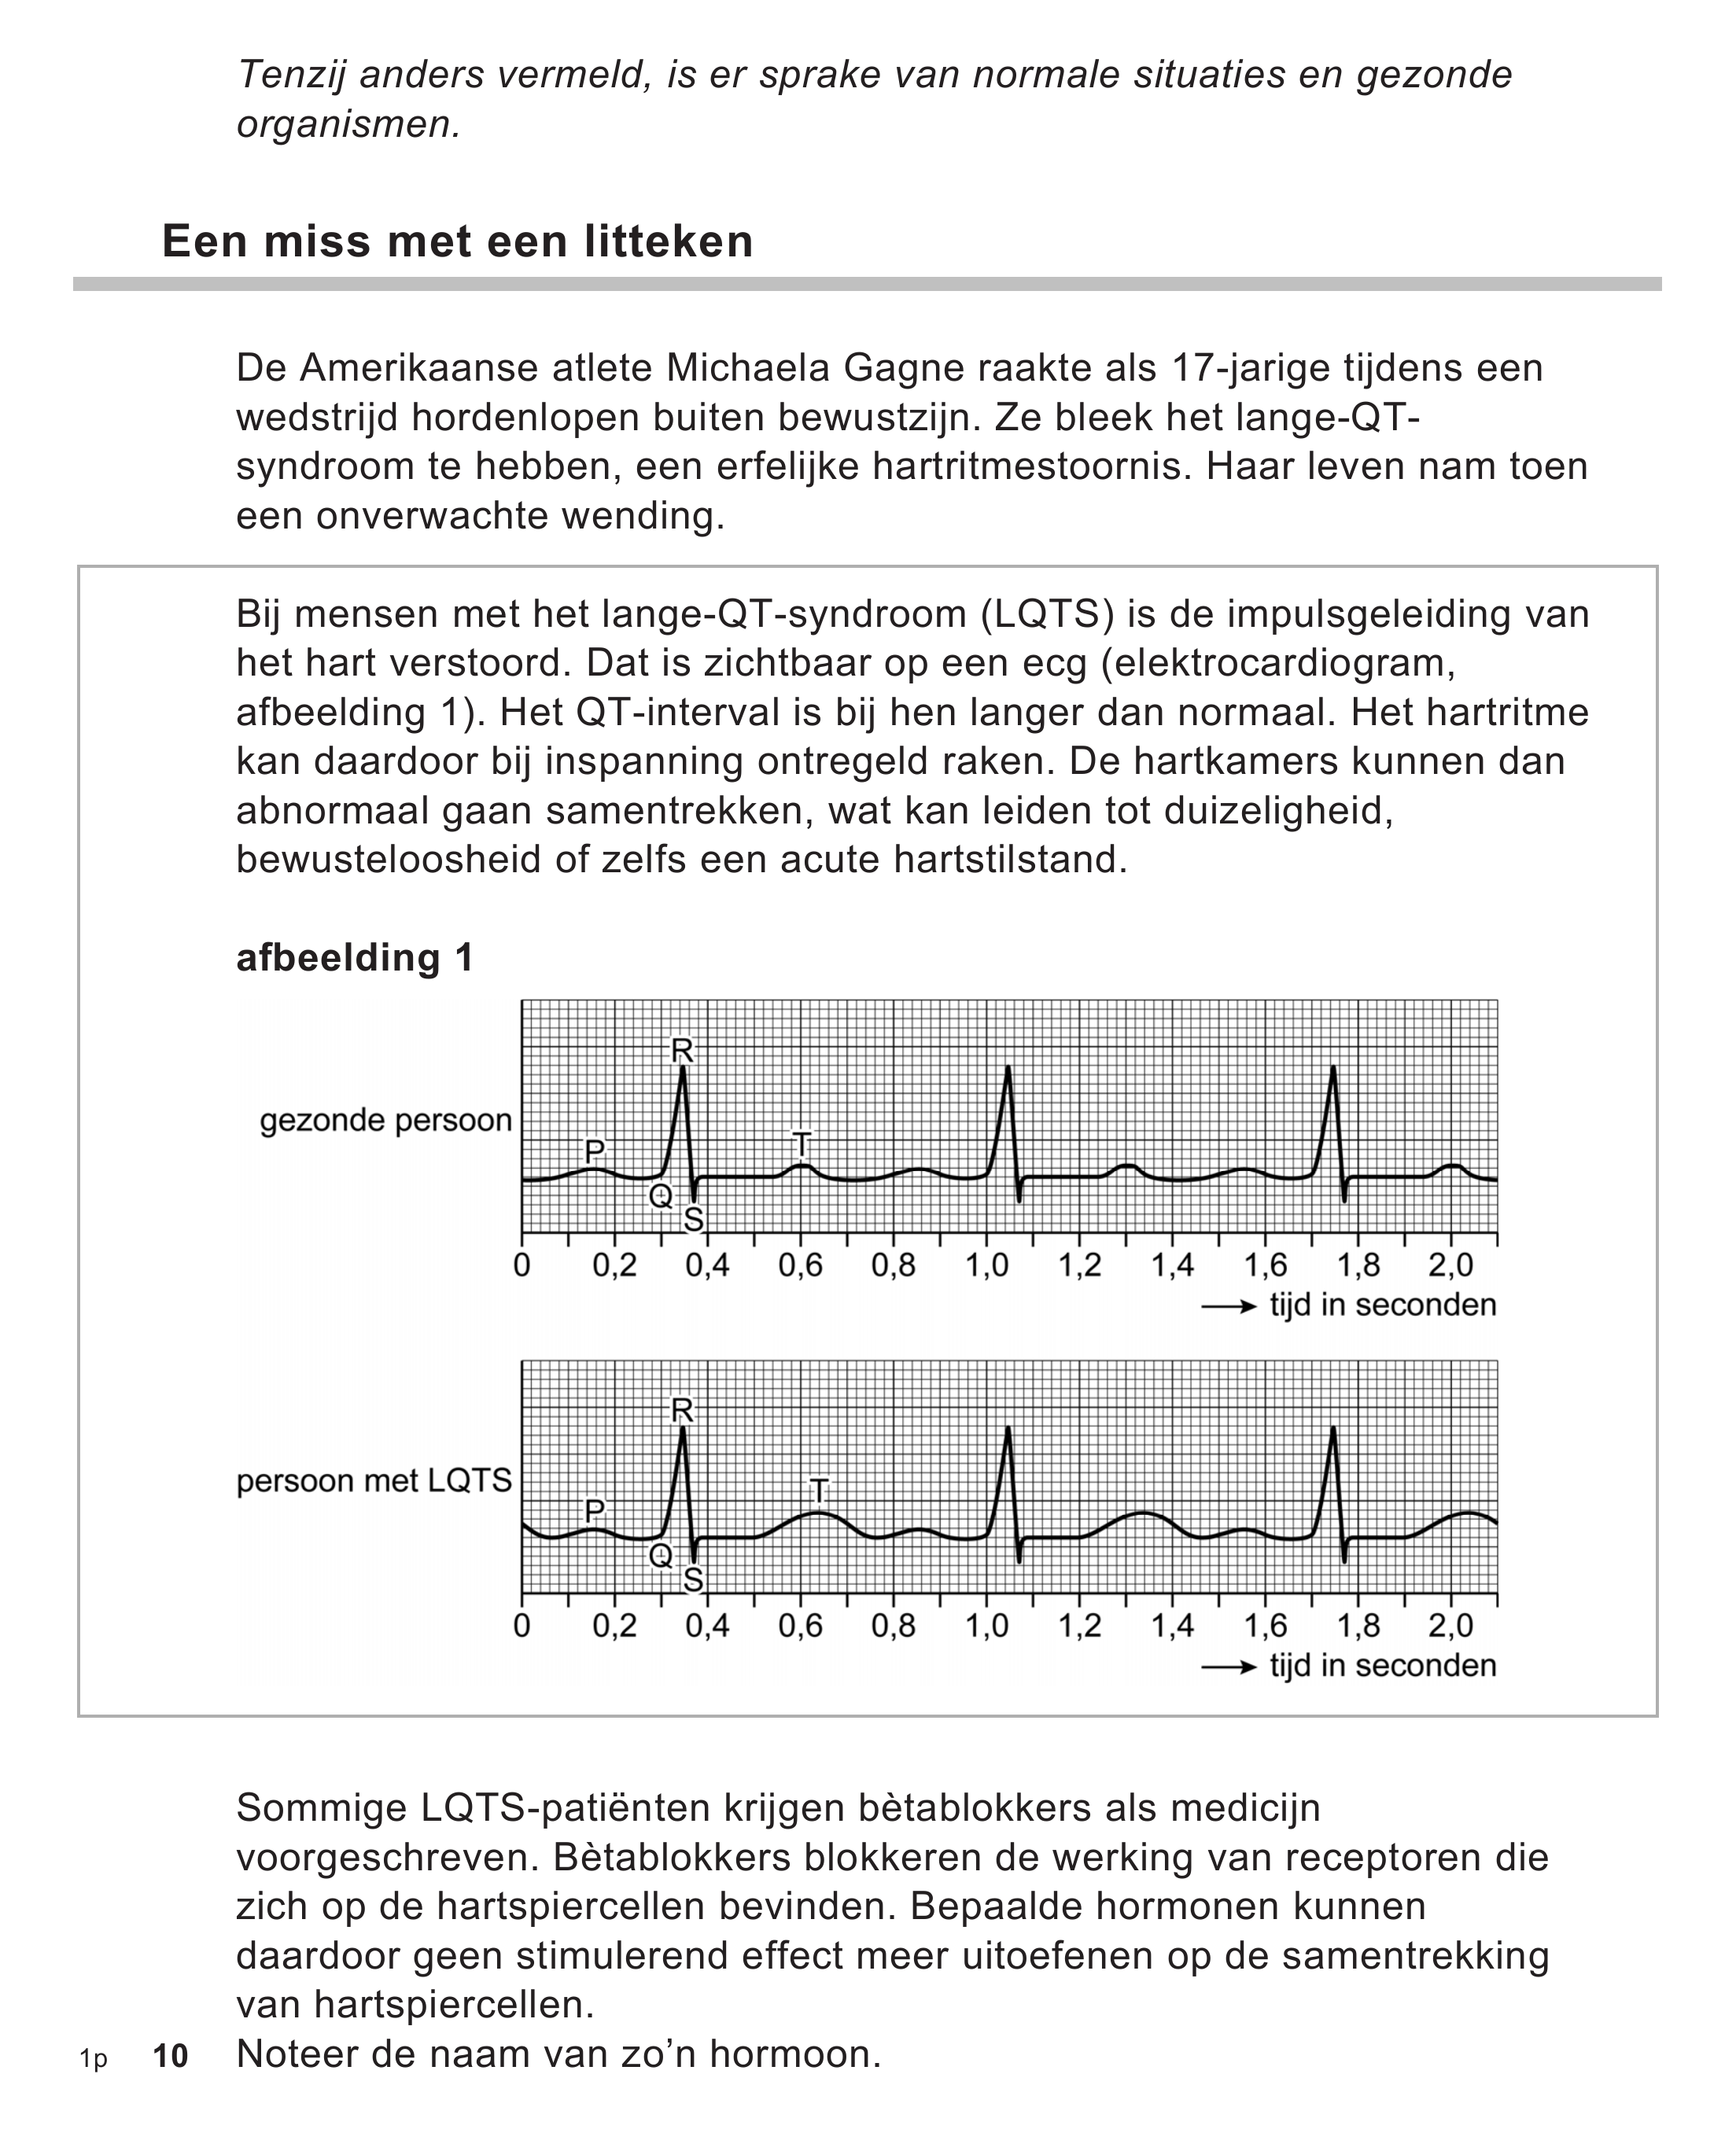 Tenzij anders vermeld, is er sprake van normale situaties en gezonde
organismen.
Een miss met een litteken
De Amerikaanse atlete Michaela Gagne raakte als 17-jarige tijdens een
wedstrijd hordenlopen buiten bewustzijn. Ze bleek het lange-QT-
syndroom te hebben, een erfelijke hartritmestoornis. Haar leven nam toen
een onverwachte wending.
Bij mensen met het lange-QT-syndroom (LQTS) is de impulsgeleiding van
het hart verstoord. Dat is zichtbaar op een ecg (elektrocardiogram,
afbeelding 1). Het QT-interval is bij hen langer dan normaal. Het hartritme
kan daardoor bij inspanning ontregeld raken. De hartkamers kunnen dan
abnormaal gaan samentrekken, wat kan leiden tot duizeligheid,
bewusteloosheid of zelfs een acute hartstilstand.
afbeelding 1
R
gezonde persoon
P
T
Q
S
0 0,2 0,4 0,6 0,8 1,0 1,2 1,4 1,6 1,8 2,0
tijd in seconden
R
persoon met LQTS
T
P
Q
S
0 0,2 0,4 0,6 0,8 1,0 1,2 1,4 1,6 1,8 2,0
tijd in seconden
Sommige LQTS-patiënten krijgen bètablokkers als medicijn
voorgeschreven. Bètablokkers blokkeren de werking van receptoren die
zich op de hartspiercellen bevinden. Bepaalde hormonen kunnen
daardoor geen stimulerend effect meer uitoefenen op de samentrekking
van hartspiercellen.
1p 10 Noteer de naam van zo’n hormoon.